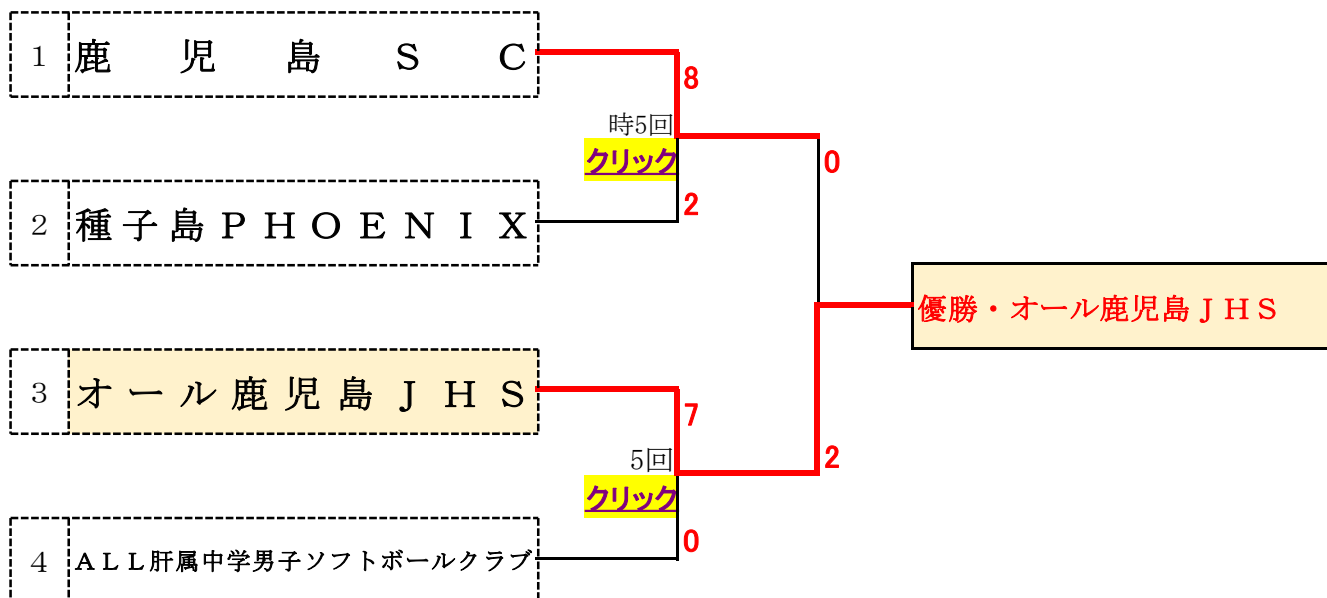 1 鹿児島ＳＣ
8
時5回
クリック
0
2 種子島ＰＨＯＥＮＩＸ
2
優勝・オール鹿児島ＪＨＳ
3 オール鹿児島ＪＨＳ
7
5回
クリック
2
4 ＡＬＬ肝属中学男子ソフトボールクラブ
0